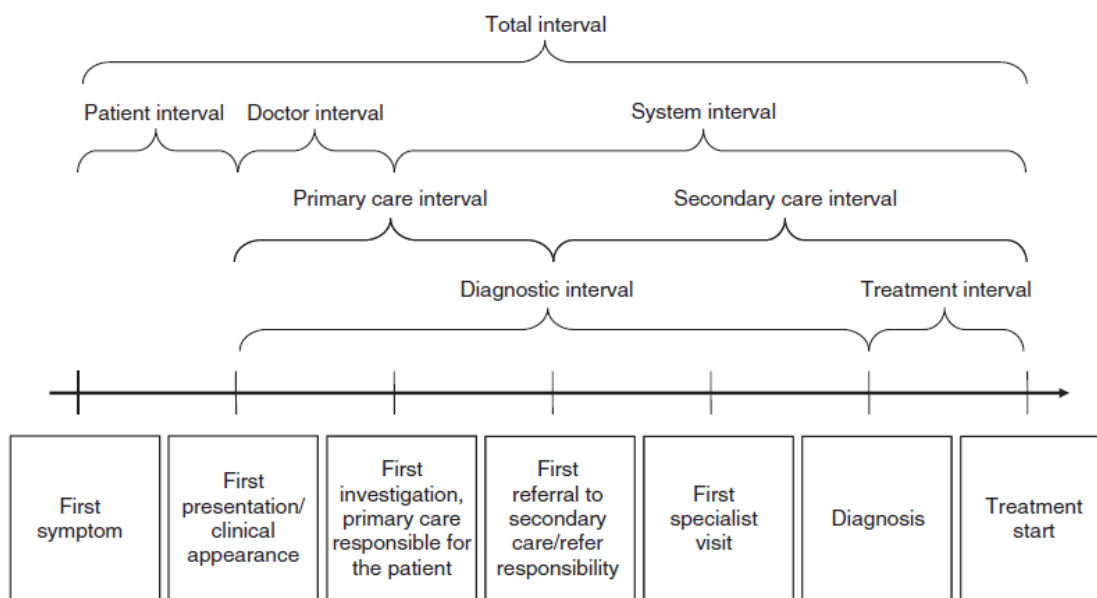 Total interval
Patient interval
Doctor interval
System interval
Primary care interval
Secondary care interval
Diagnostic interval
Treatment interval
First
symptom
First
presentation/
clinical
appearance
First
investigation,
primary care
responsible for
the patient
First
referral to
secondary
care/refer
responsibility
First
specialist
visit
Diagnosis
Treatment
start